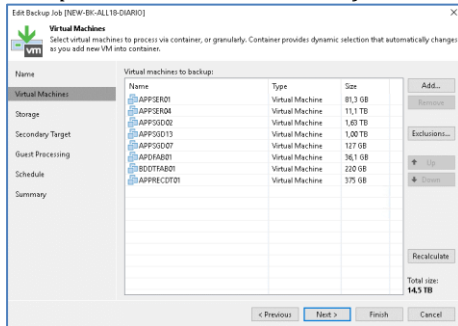 Edit Backup Job [NEW-BK-ALL18-DIARIO]
Virtual Machines
Select virtual machines to process via container, or granularly. Container provides dynamic selection that automatically changes
as you add new VM into container.
vm
Name
Virtual Machines
Storage
Secondary Target
Guest Processing
Schedule
Summary
Virtual machines to backup:
Name Type Size
APPSER01 Virtual Machine 81,3 GB
APPSER04 Virtual Machine 11,1 TB
APPSGD02 Virtual Machine 1,63 TB
APPSGD13 Virtual Machine 1,00 TB
APPSGD07 Virtual Machine 127 GB
APDFAB01 Virtual Machine 36,1 GB
BDDTFAB01 Virtual Machine 220 GB
APPRECDT01 Virtual Machine 375 GB
Add...
Remove
Exclusions...
Up
Down
Recalculate
Total size:
14,5 TB
< Previous Next > Finish Cancel